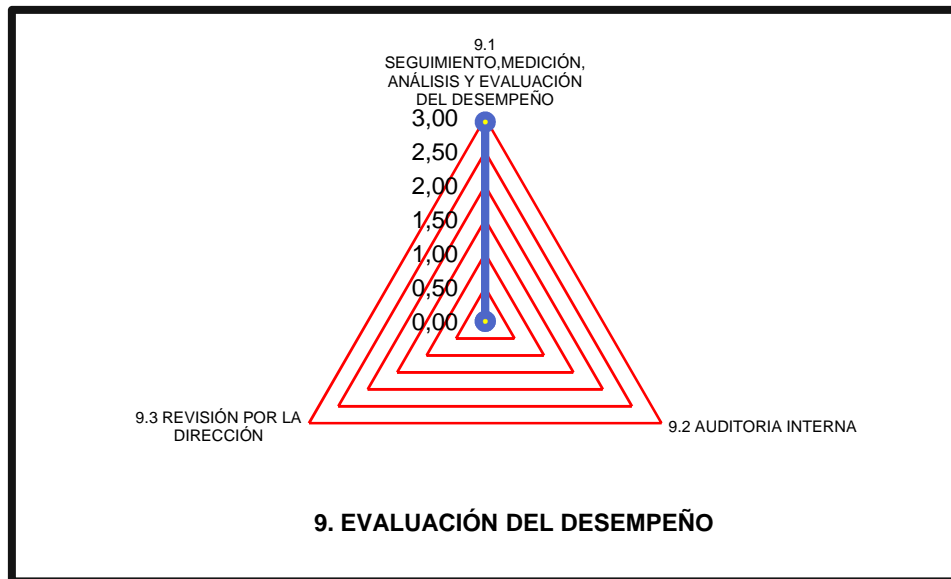 9.1
SEGUIMIENTO,MEDICIÓN,
ANÁLISIS Y EVALUACIÓN
DEL DESEMPEÑO
3,00
2,50
2,00
1,50
1,00
0,50
0,00
9.3 REVISIÓN POR LA
DIRECCIÓN
9.2 AUDITORIA INTERNA
9. EVALUACIÓN DEL DESEMPEÑO